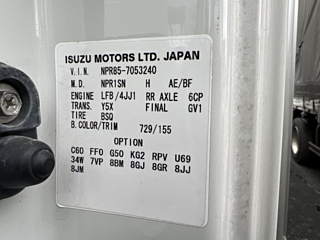 ISUZU MOTORS LTD. JAPAN
V.I.N. NPR85-7053240
M.D. NPR1SN H AE/BF
ENGINE LFB/4JJ1 RR AXLE 6CP
TRANS. Y5X FINAL GV1
TIRE BSQ
B.COLOR/TRIM 729/155
OPTION
C60 FF0 G50 KG2 RPV U69
34W 7VP 8BM 8GJ 8GR 8JJ
8JM